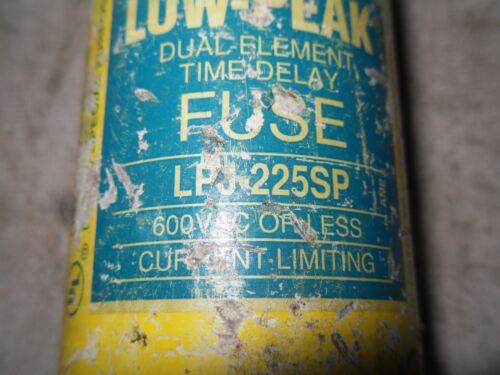 LOW-PEAK
DUAL-ELEMENT
TIME-DELAY
FUSE
LPJ-225SP
600VAC OR LESS
CURRENT-LIMITING